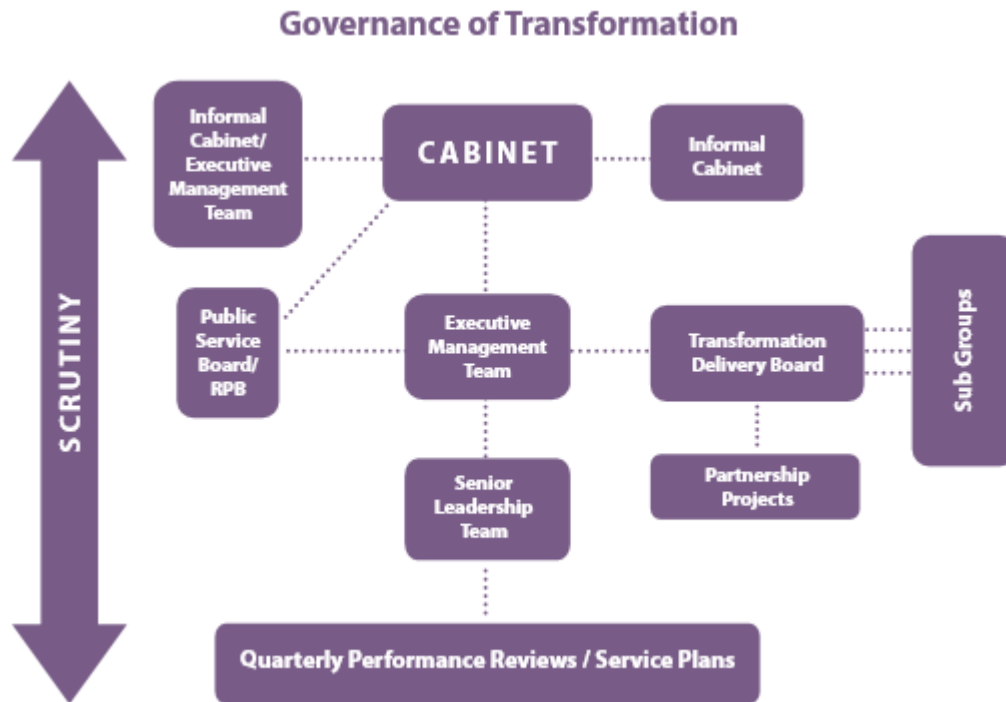 Governance of Transformation
SCRUTINY
Informal
Cabinet/
Executive
Management
Team
CABINET
Informal
Cabinet
Public
Service
Board/
RPB
Executive
Management
Team
Transformation
Delivery Board
Sub Groups
Senior
Leadership
Team
Partnership
Projects
Quarterly Performance Reviews / Service Plans